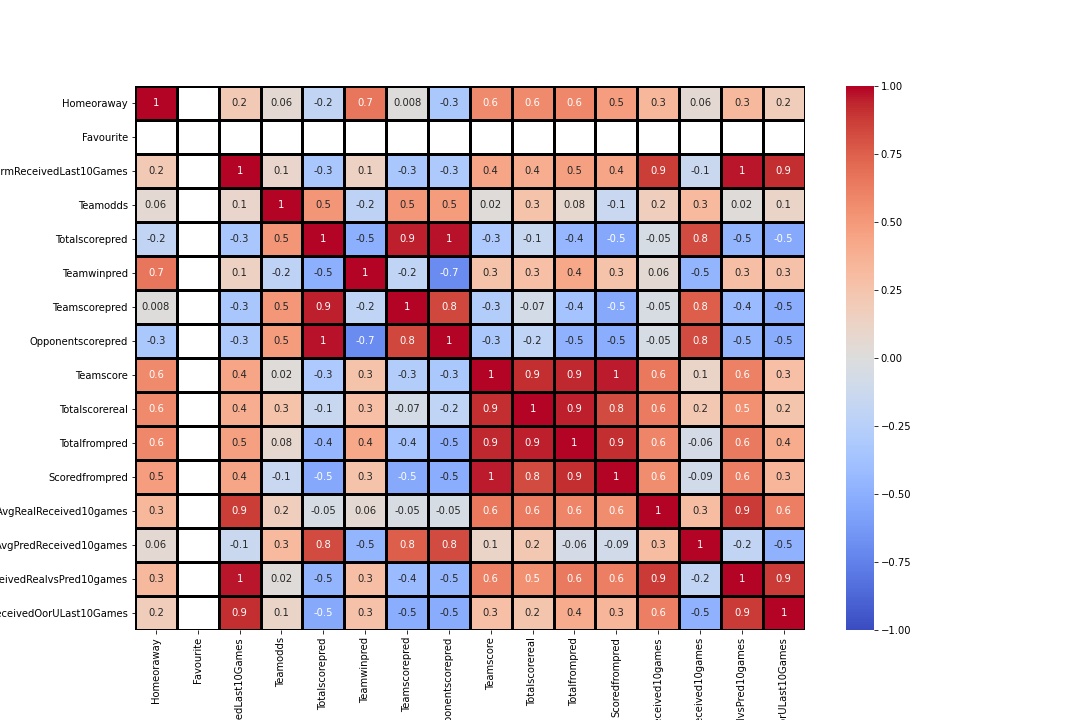 Homeoraway 1 0.2 0.06 -0.2 0.7 0.008 -0.3 0.6 0.6 0.6 0.5 0.3 0.06 0.3 0.2
Favourite
rmReceivedLast10Games 0.2 1 0.1 -0.3 0.1 -0.3 -0.3 0.4 0.4 0.5 0.4 0.9 -0.1 1 0.9
Teamodds 0.06 0.1 1 0.5 -0.2 0.5 0.5 0.02 0.3 0.08 -0.1 0.2 0.3 0.02 0.1
Totalscorepred -0.2 -0.3 0.5 1 -0.5 0.9 1 -0.3 -0.1 -0.4 -0.5 -0.05 0.8 -0.5 -0.5
Teamwinpred 0.7 0.1 -0.2 -0.5 1 -0.2 -0.7 0.3 0.3 0.4 0.3 0.06 -0.5 0.3 0.3
Teamscorepred 0.008 -0.3 0.5 0.9 -0.2 1 0.8 -0.3 -0.07 -0.4 -0.5 -0.05 0.8 -0.4 -0.5
Opponentscorepred -0.3 -0.3 0.5 1 -0.7 0.8 1 -0.3 -0.2 -0.5 -0.5 -0.05 0.8 -0.5 -0.5
Teamscore 0.6 0.4 0.02 -0.3 0.3 -0.3 -0.3 1 0.9 0.9 1 0.6 0.1 0.6 0.3
Totalscorereal 0.6 0.4 0.3 -0.1 0.3 -0.07 -0.2 0.9 1 0.9 0.8 0.6 0.2 0.5 0.2
Totalfrompred 0.6 0.5 0.08 -0.4 0.4 -0.4 -0.5 0.9 0.9 1 0.9 0.6 -0.06 0.6 0.4
Scoredfrompred 0.5 0.4 -0.1 -0.5 0.3 -0.5 -0.5 1 0.8 0.9 1 0.6 -0.09 0.6 0.3
AvgRealReceived10games 0.3 0.9 0.2 -0.05 0.06 -0.05 -0.05 0.6 0.6 0.6 0.6 1 0.3 0.9 0.6
AvgPredReceived10games 0.06 -0.1 0.3 0.8 -0.5 0.8 0.8 0.1 0.2 -0.06 -0.09 0.3 1 -0.2 -0.5
eivedRealvsPred10games 0.3 1 0.02 -0.5 0.3 -0.4 -0.5 0.6 0.5 0.6 0.6 0.9 -0.2 1 0.9
eceivedOorULast10Games 0.2 0.9 0.1 -0.5 0.3 -0.5 -0.5 0.3 0.2 0.4 0.3 0.6 -0.5 0.9 1
Homeoraway
Favourite
edLast10Games
Teamodds
Totalscorepred
Teamwinpred
Teamscorepred
onentscorepred
Teamscore
Totalscorereal
Totalfrompred
Scoredfrompred
eceived10games
eceived10games
lvsPred10games
orULast10Games
1.00
0.75
0.50
0.25
0.00
−0.25
−0.50
−0.75
−1.00